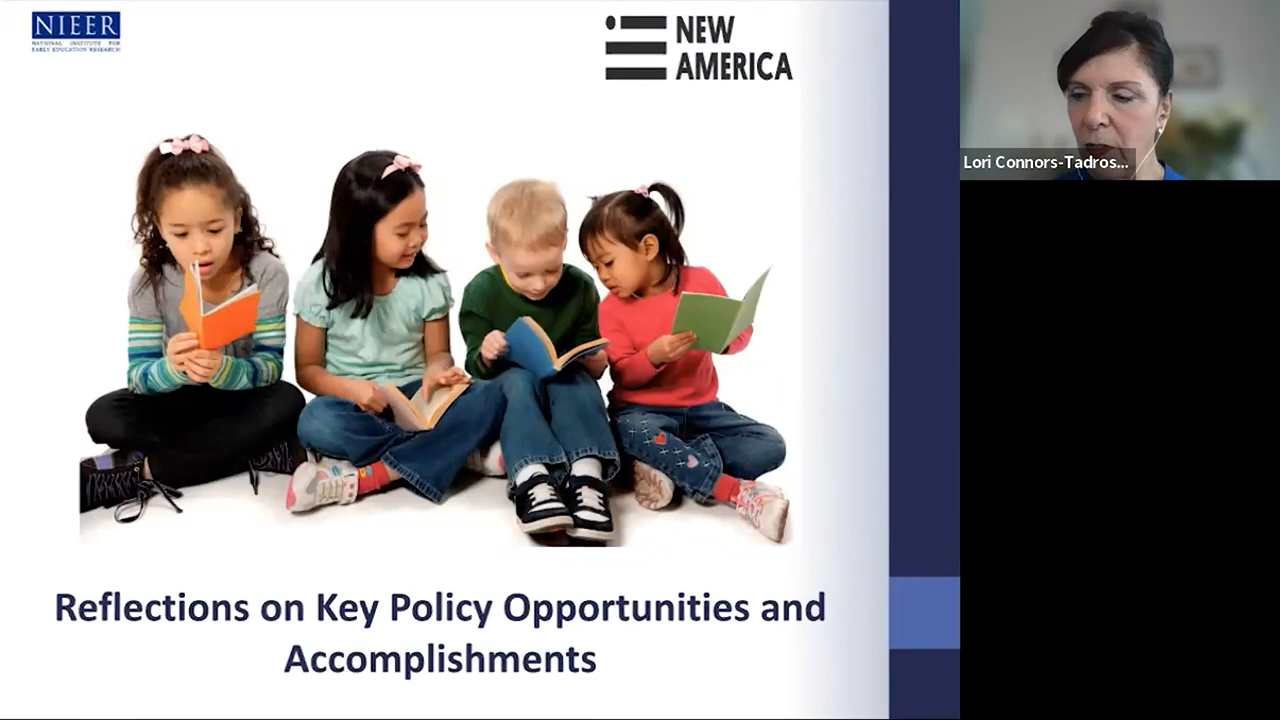 NIEER
NATIONAL INSTITUTE FOR
EARLY EDUCATION RESEARCH
NEW
AMERICA
Lori Connors-Tadros...
Reflections on Key Policy Opportunities and
Accomplishments